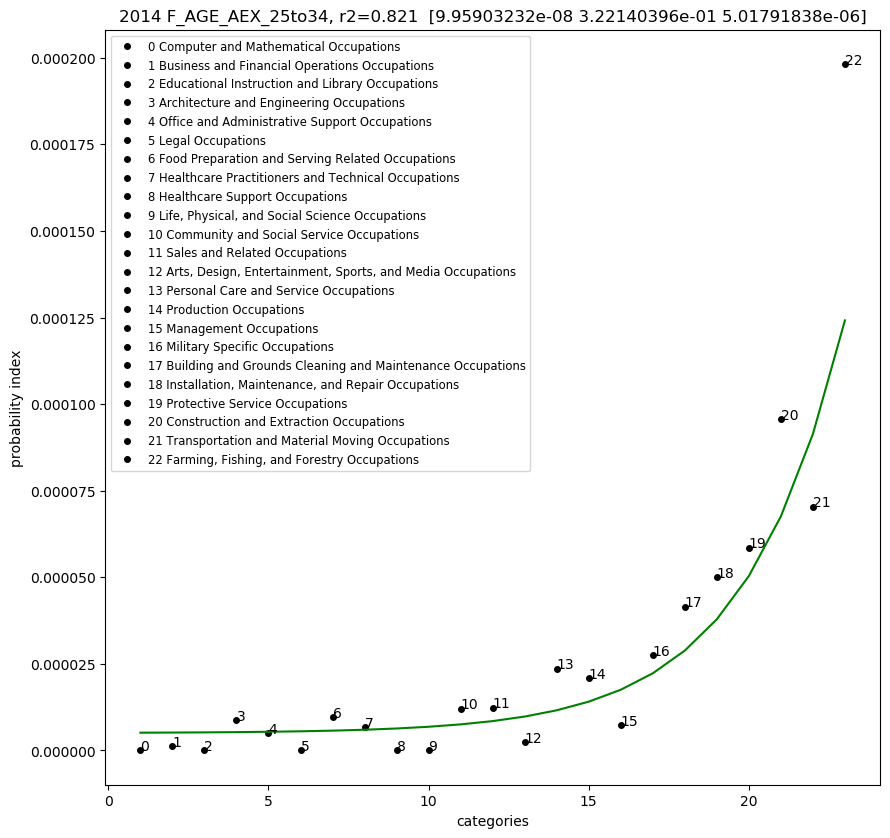 2014 F_AGE_AEX_25to34, r2=0.821 [9.95903232e-08 3.22140396e-01 5.01791838e-06]
0 Computer and Mathematical Occupations
1 Business and Financial Operations Occupations
2 Educational Instruction and Library Occupations
3 Architecture and Engineering Occupations
4 Office and Administrative Support Occupations
5 Legal Occupations
6 Food Preparation and Serving Related Occupations
7 Healthcare Practitioners and Technical Occupations
8 Healthcare Support Occupations
9 Life, Physical, and Social Science Occupations
10 Community and Social Service Occupations
11 Sales and Related Occupations
12 Arts, Design, Entertainment, Sports, and Media Occupations
13 Personal Care and Service Occupations
14 Production Occupations
15 Management Occupations
16 Military Specific Occupations
17 Building and Grounds Cleaning and Maintenance Occupations
18 Installation, Maintenance, and Repair Occupations
19 Protective Service Occupations
20 Construction and Extraction Occupations
21 Transportation and Material Moving Occupations
22 Farming, Fishing, and Forestry Occupations
probability index
0.000200
0.000175
0.000150
0.000125
0.000100
0.000075
0.000050
0.000025
0.000000
0
1
2
3
4
5
6
7
8
9
10
11
12
13
14
15
16
17
18
19
20
21
22
0 5 10 15 20
categories